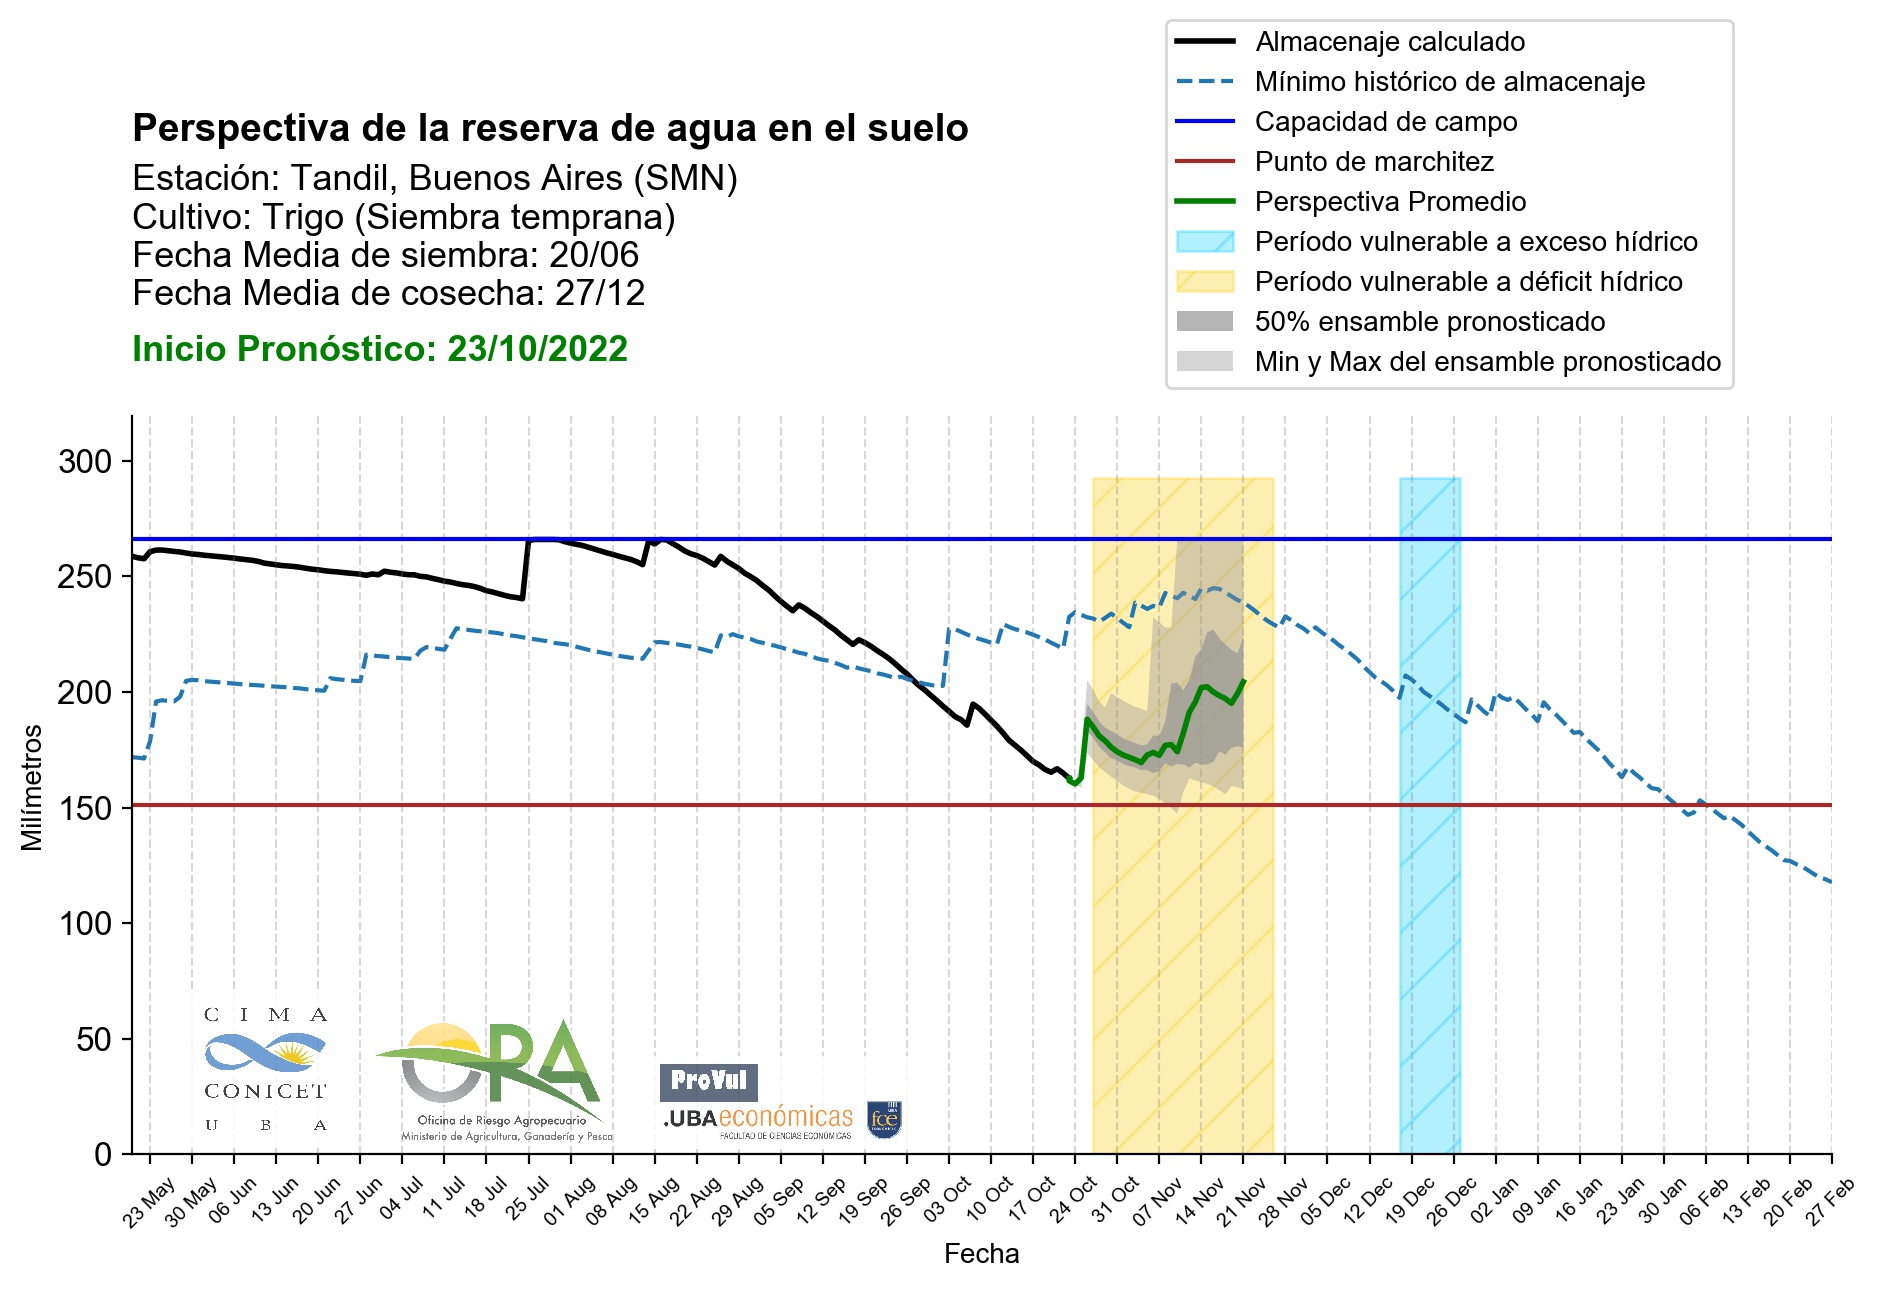 Almacenaje calculado
Mínimo histórico de almacenaje
Capacidad de campo
Punto de marchitez
Perspectiva Promedio
Período vulnerable a exceso hídrico
Período vulnerable a déficit hídrico
50% ensamble pronosticado
Min y Max del ensamble pronosticado
Perspectiva de la reserva de agua en el suelo
Estación: Tandil, Buenos Aires (SMN)
Cultivo: Trigo (Siembra temprana)
Fecha Media de siembra: 20/06
Fecha Media de cosecha: 27/12
Inicio Pronóstico: 23/10/2022
300
250
200
150
100
50
0
Milímetros
CIMA
CONICET
UBA
ORA
Oficina de Riesgo Agropecuario
Ministerio de Agricultura, Ganadería y Pesca
ProVul
.UBAeconómicas
FACULTAD DE CIENCIAS ECONÓMICAS
fce
23 May
30 May
06 Jun
13 Jun
20 Jun
27 Jun
04 Jul
11 Jul
18 Jul
25 Jul
01 Aug
08 Aug
15 Aug
22 Aug
29 Aug
05 Sep
12 Sep
19 Sep
26 Sep
03 Oct
10 Oct
17 Oct
24 Oct
31 Oct
07 Nov
14 Nov
21 Nov
28 Nov
05 Dec
12 Dec
19 Dec
26 Dec
02 Jan
09 Jan
16 Jan
23 Jan
30 Jan
06 Feb
13 Feb
20 Feb
27 Feb
Fecha